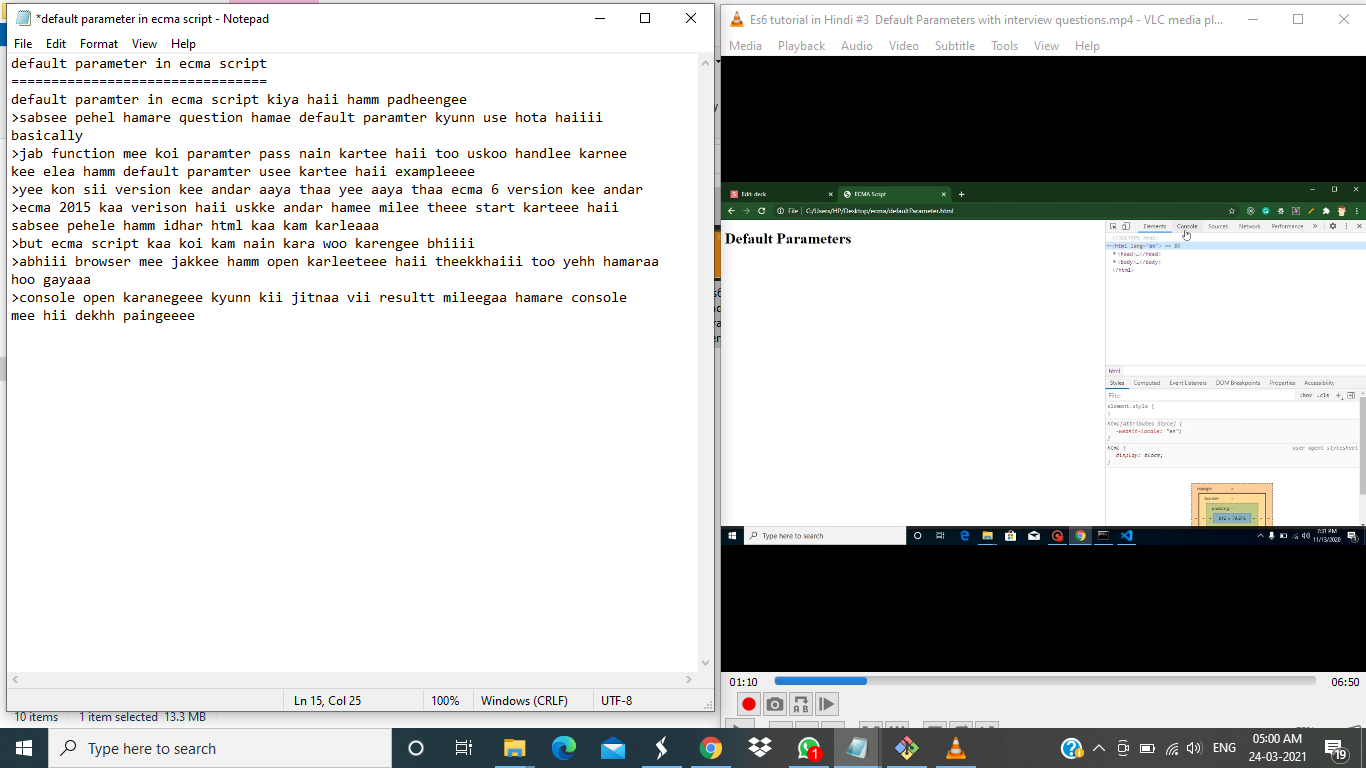 *default parameter in ecma script - Notepad
File Edit Format View Help
default parameter in ecma script
================================
default paramter in ecma script kiya haii hamm padheengee
>sabsee pehel hamare question hamae default paramter kyunn use hota haiiii
basically
>jab function mee koi paramter pass nain kartee haii too uskoo handlee karnee
kee elea hamm default paramter usee kartee haii exampleeee
>yee kon sii version kee andar aaya thaa yee aaya thaa ecma 6 version kee andar
>ecma 2015 kaa verison haii uskke andar hamee milee theee start karteee haii
sabsee pehele hamm idhar html kaa kam karleaaa
>but ecma script kaa koi kam nain kara woo karengee bhiiii
>abhiii browser mee jakkee hamm open karleeteee haii theekkhaiii too yehh hamaraa
hoo gayaaa
>console open karanegeee kyunn kii jitnaa vii resultt mileegaa hamare console
mee hii dekhh paingeeee
Ln 15, Col 25 100% Windows (CRLF) UTF-8
10 items 1 item selected 13.3 MB
Es6 tutorial in Hindi #3 Default Parameters with interview questions.mp4 - VLC media pl...
Media Playback Audio Video Subtitle Tools View Help
Edit: deck ECMA Script
File C:/Users/HP/Desktop/ecma/defaultParameter.html
Default Parameters
Elements Console Sources Network Performance
<!DOCTYPE html>
<html lang="en"> == $0
<head>…</head>
<body>…</body>
</html>
html
Styles Computed Event Listeners DOM Breakpoints Properties Accessibility
Filter :hov .cls
element.style {
}
html[Attributes Style] {
-webkit-locale: "en";
}
html { user agent stylesheet
display: block;
}
margin
border
padding
Type here to search
7:31 PM
11/13/2020
01:10 06:50
Type here to search
1
ENG
05:00 AM
24-03-2021
19